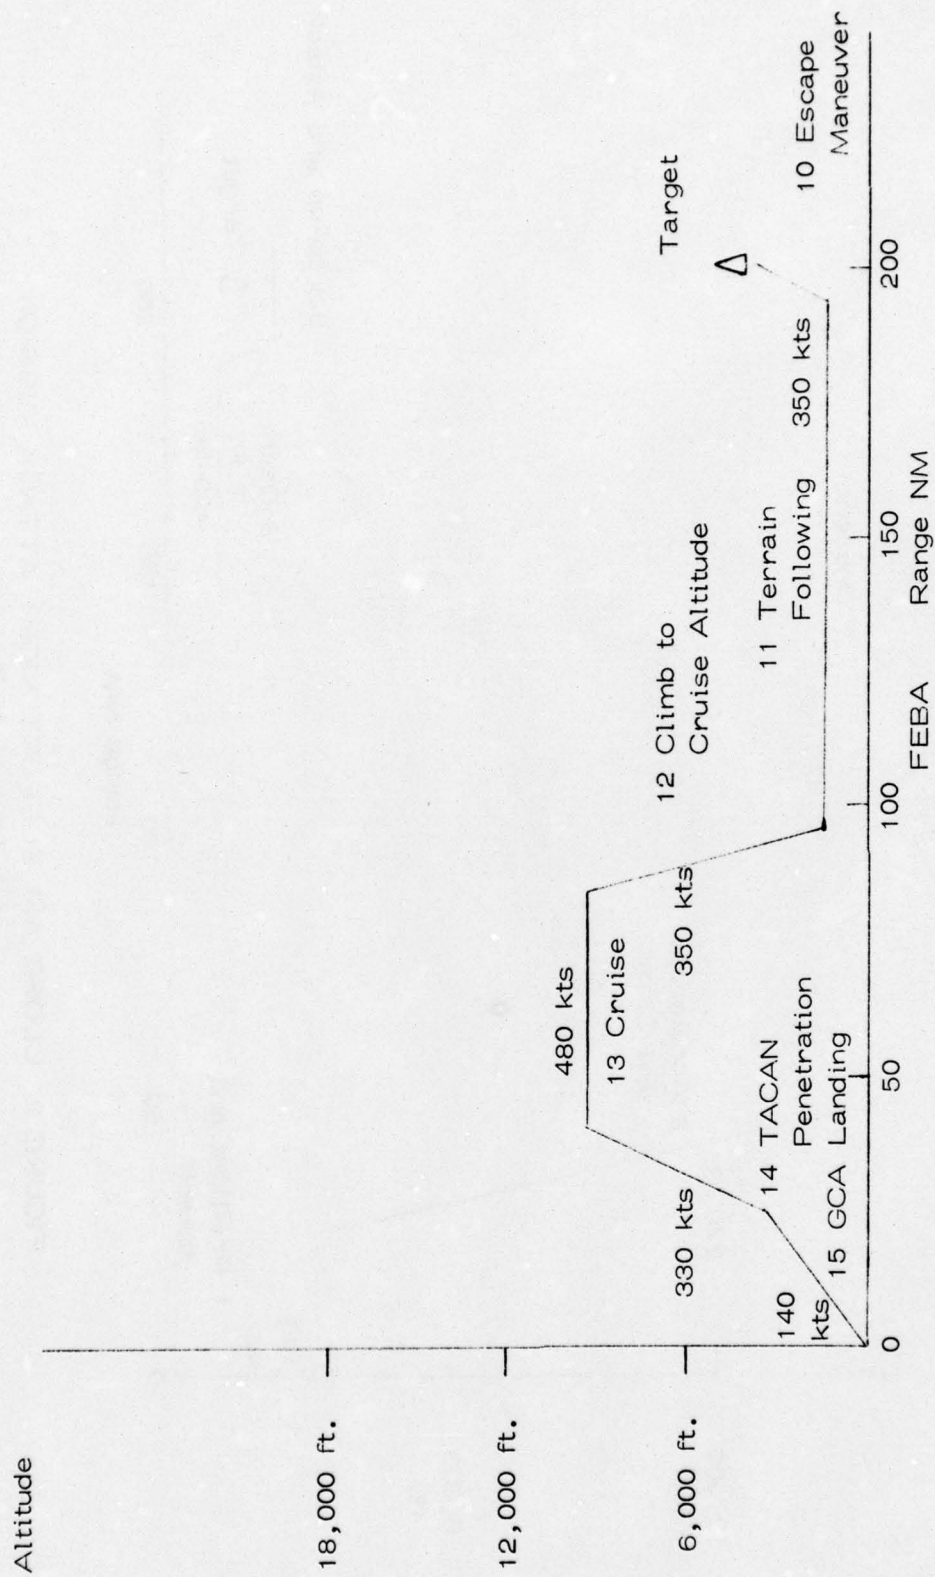 Altitude
18,000 ft.
12,000 ft.
6,000 ft.
480 kts
13 Cruise
12 Climb to
Cruise Altitude
350 kts
330 kts
14 TACAN
Penetration
140
kts
15 GCA Landing
11 Terrain
Following 350 kts
Target
10 Escape
Maneuver
0
50
100
150
200
FEBA Range NM